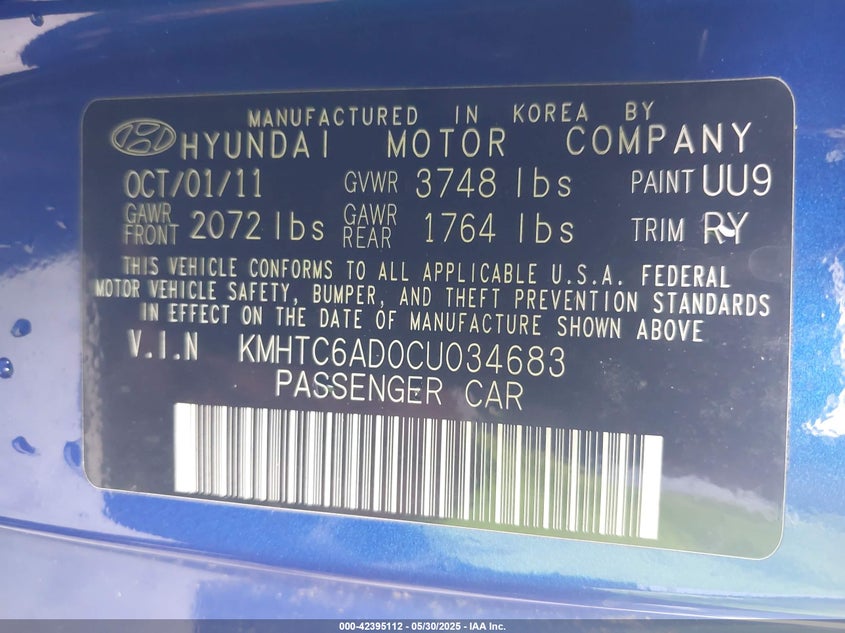 MANUFACTURED IN KOREA BY
HYUNDAI MOTOR COMPANY
OCT/01/11 GVWR 3748 lbs PAINT UU9
GAWR FRONT 2072 lbs GAWR REAR 1764 lbs TRIM RY
THIS VEHICLE CONFORMS TO ALL APPLICABLE U.S.A. FEDERAL
MOTOR VEHICLE SAFETY, BUMPER, AND THEFT PREVENTION STANDARDS
IN EFFECT ON THE DATE OF MANUFACTURE SHOWN ABOVE
V.I.N KMHTC6AD0CU034683
PASSENGER CAR
000-42395112 - 05/30/2025 - IAA Inc.